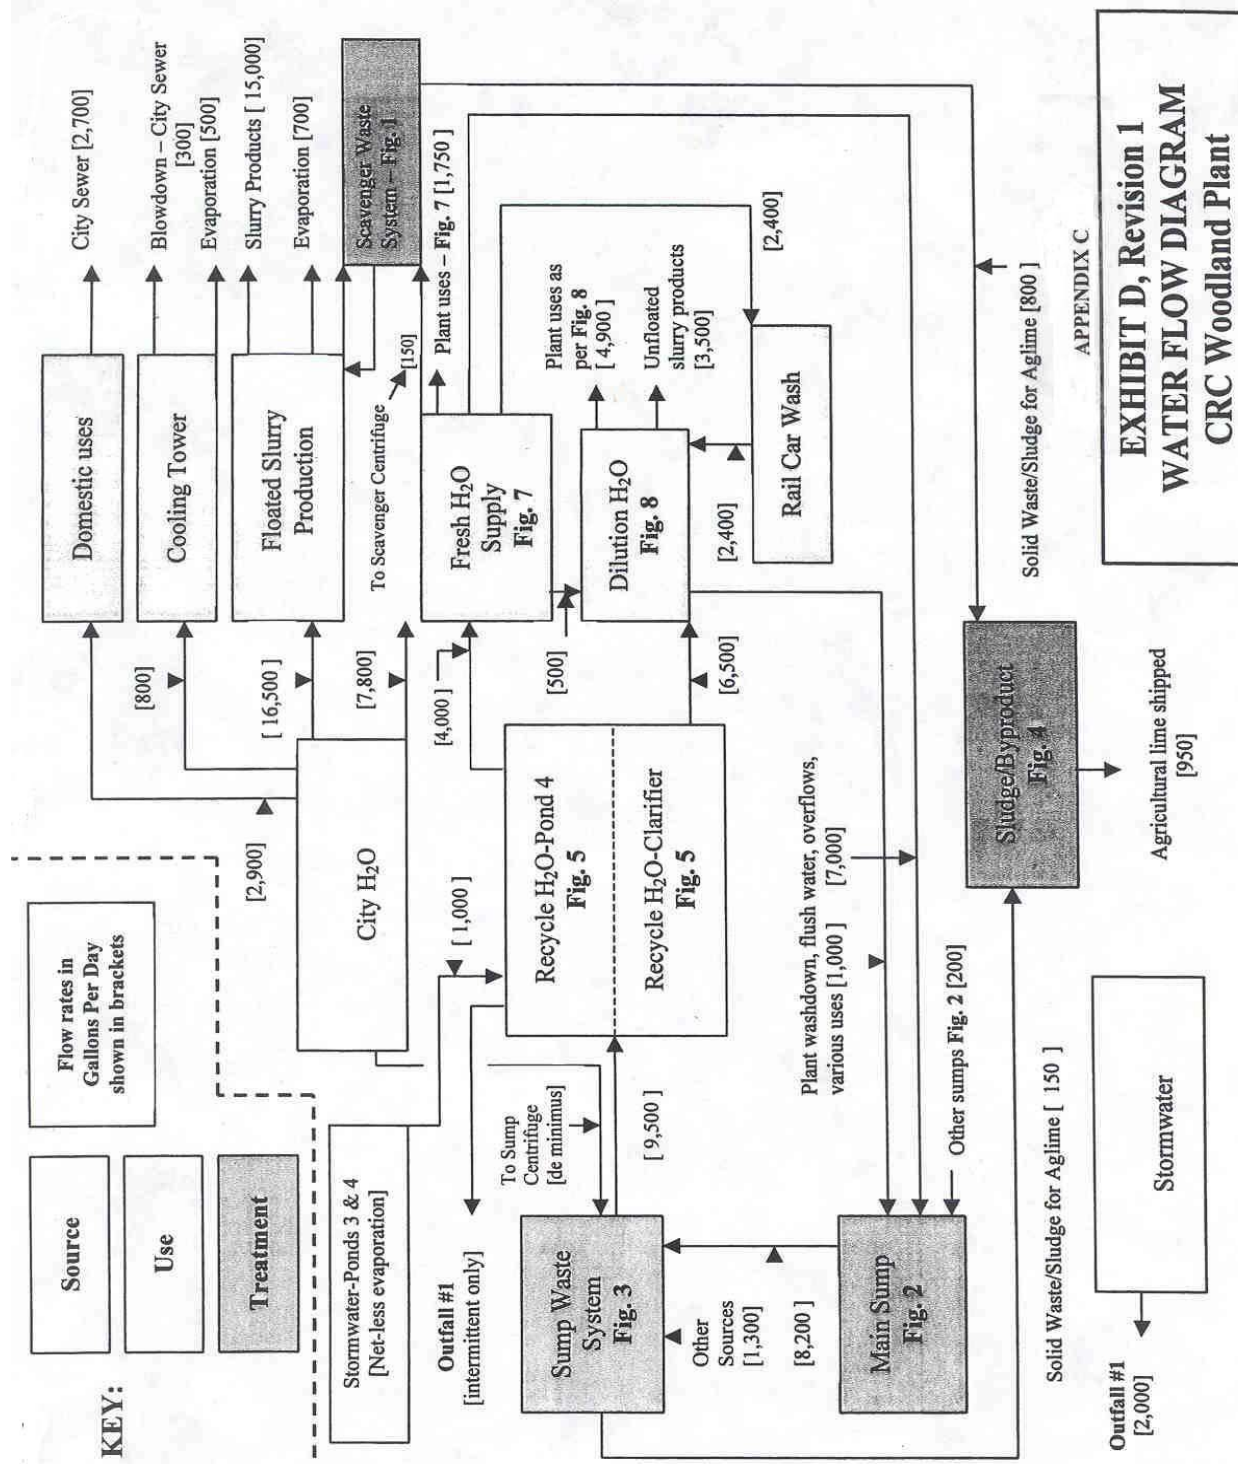 KEY:
Source
Use
Treatment
Flow rates in
Gallons Per Day
shown in brackets
Stormwater-Ponds 3 & 4
[Net-less evaporation]
Outfall #1
[intermittent only]
[ 1,000 ]
City H₂O
[2,900]
[800]
[ 16,500 ]
[7,800]
[4,000]
Domestic uses
City Sewer [2,700]
Cooling Tower
Blowdown – City Sewer
[300]
Evaporation [500]
Floated Slurry
Production
Slurry Products [ 15,000]
Evaporation [700]
Scavenger Waste
System – Fig. 1
To Scavenger Centrifuge
[150]
Fresh H₂O
Supply
Fig. 7
Plant uses – Fig. 7 [1,750 ]
Recycle H₂O-Pond 4
Fig. 5
Recycle H₂O-Clarifier
Fig. 5
[500]
[6,500]
Dilution H₂O
Fig. 8
Plant uses as
per Fig. 8
[ 4,900 ]
Unfloated
slurry products
[3,500]
[2,400]
[2,400]
Rail Car Wash
To Sump
Centrifuge
[de minimus]
[ 9,500]
Sump Waste
System
Fig. 3
Other
Sources
[1,300]
[8,200 ]
Main Sump
Fig. 2
Plant washdown, flush water, overflows,
various uses [1,000 ]
[7,000]
Other sumps Fig. 2 [200]
Sludge/Byproduct
Fig. 4
Solid Waste/Sludge for Aglime [800 ]
Solid Waste/Sludge for Aglime [ 150 ]
Agricultural lime shipped
[950]
Stormwater
Outfall #1
[2,000]
APPENDIX C
EXHIBIT D, Revision 1
WATER FLOW DIAGRAM
CRC Woodland Plant